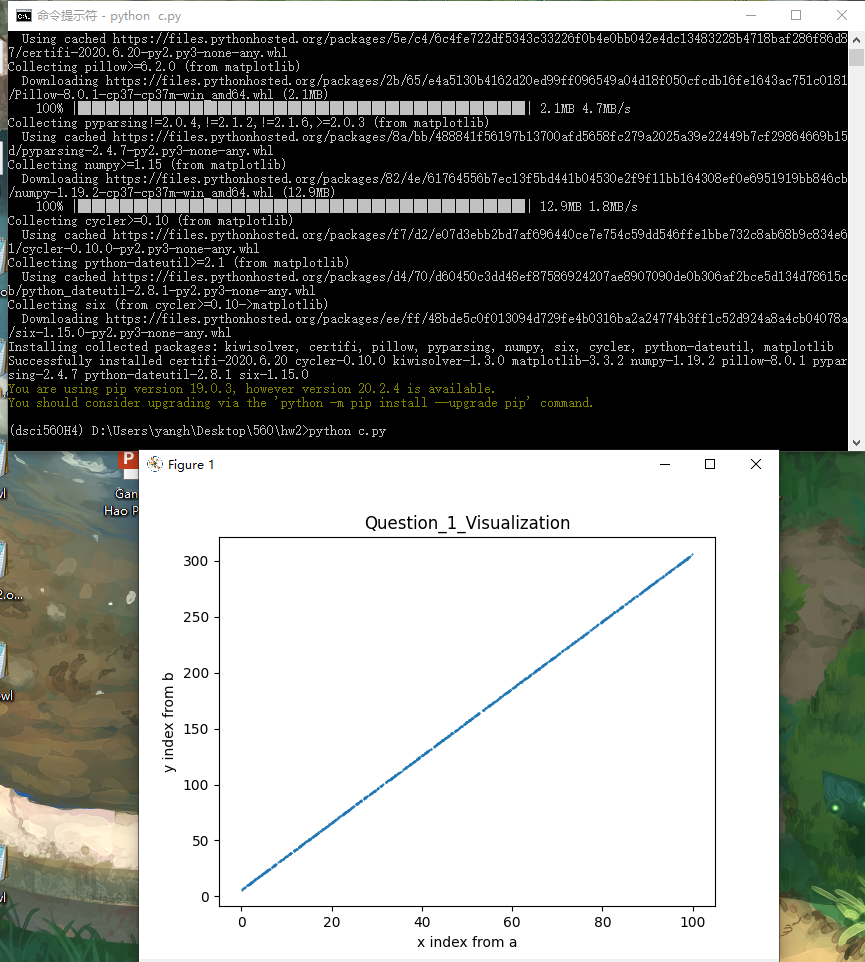 命令提示符 - python  c.py
  Using cached https://files.pythonhosted.org/packages/5e/c4/6c4fe722df5343c33226f0b4e0bb042e4dc13483228b4718baf286f86d8
7/certifi-2020.6.20-py2.py3-none-any.whl
Collecting pillow>=6.2.0 (from matplotlib)
  Downloading https://files.pythonhosted.org/packages/2b/65/e4a5130b4162d20ed99ff096549a04d18f050cfcdb16fe1643ac751c0181
/Pillow-8.0.1-cp37-cp37m-win_amd64.whl (2.1MB)
    100% | | 2.1MB 4.7MB/s
Collecting pyparsing!=2.0.4,!=2.1.2,!=2.1.6,>=2.0.3 (from matplotlib)
  Using cached https://files.pythonhosted.org/packages/8a/bb/488841f56197b13700afd5658fc279a2025a39e22449b7cf29864669b15
d/pyparsing-2.4.7-py2.py3-none-any.whl
Collecting numpy>=1.15 (from matplotlib)
  Downloading https://files.pythonhosted.org/packages/82/4e/61764556b7ec13f5bd441b04530e2f9f11bb164308ef0e6951919bb846cb
/numpy-1.19.2-cp37-cp37m-win_amd64.whl (12.9MB)
    100% | | 12.9MB 1.8MB/s
Collecting cycler>=0.10 (from matplotlib)
  Using cached https://files.pythonhosted.org/packages/f7/d2/e07d3ebb2bd7af696440ce7e754c59dd546ffe1bbe732c8ab68b9c834e6
1/cycler-0.10.0-py2.py3-none-any.whl
Collecting python-dateutil>=2.1 (from matplotlib)
  Using cached https://files.pythonhosted.org/packages/d4/70/d60450c3dd48ef87586924207ae8907090de0b306af2bce5d134d78615c
b/python_dateutil-2.8.1-py2.py3-none-any.whl
Collecting six (from cycler>=0.10->matplotlib)
  Downloading https://files.pythonhosted.org/packages/ee/ff/48bde5c0f013094d729fe4b0316ba2a24774b3ff1c52d924a8a4cb04078a
/six-1.15.0-py2.py3-none-any.whl
Installing collected packages: kiwisolver, certifi, pillow, pyparsing, numpy, six, cycler, python-dateutil, matplotlib
Successfully installed certifi-2020.6.20 cycler-0.10.0 kiwisolver-1.3.0 matplotlib-3.3.2 numpy-1.19.2 pillow-8.0.1 pypar
sing-2.4.7 python-dateutil-2.8.1 six-1.15.0
You are using pip version 19.0.3, however version 20.2.4 is available.
You should consider upgrading via the 'python -m pip install --upgrade pip' command.
(dsci560H4) D:\Users\yangh\Desktop\560\hw2>python c.py
Gan
Hao P
Figure 1
Question_1_Visualization
300
250
200
150
100
50
0
y index from b
0 20 40 60 80 100
x index from a